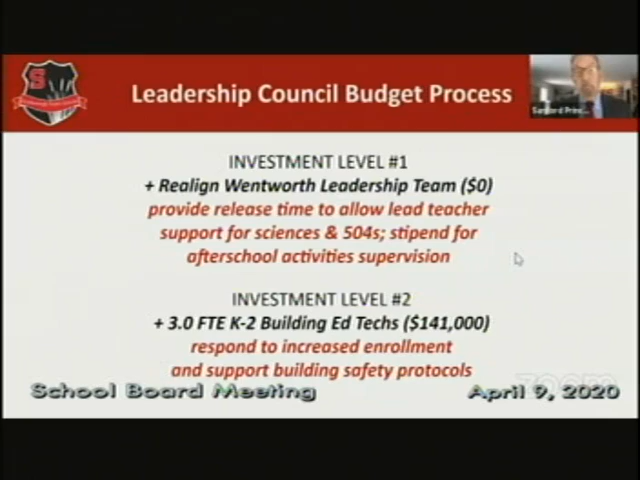 S
Leadership Council Budget Process
INVESTMENT LEVEL #1
+ Realign Wentworth Leadership Team ($0)
provide release time to allow lead teacher
support for sciences & 504s; stipend for
afterschool activities supervision
INVESTMENT LEVEL #2
+ 3.0 FTE K-2 Building Ed Techs ($141,000)
respond to increased enrollment
and support building safety protocols
zoom
School Board Meeting April 9, 2020